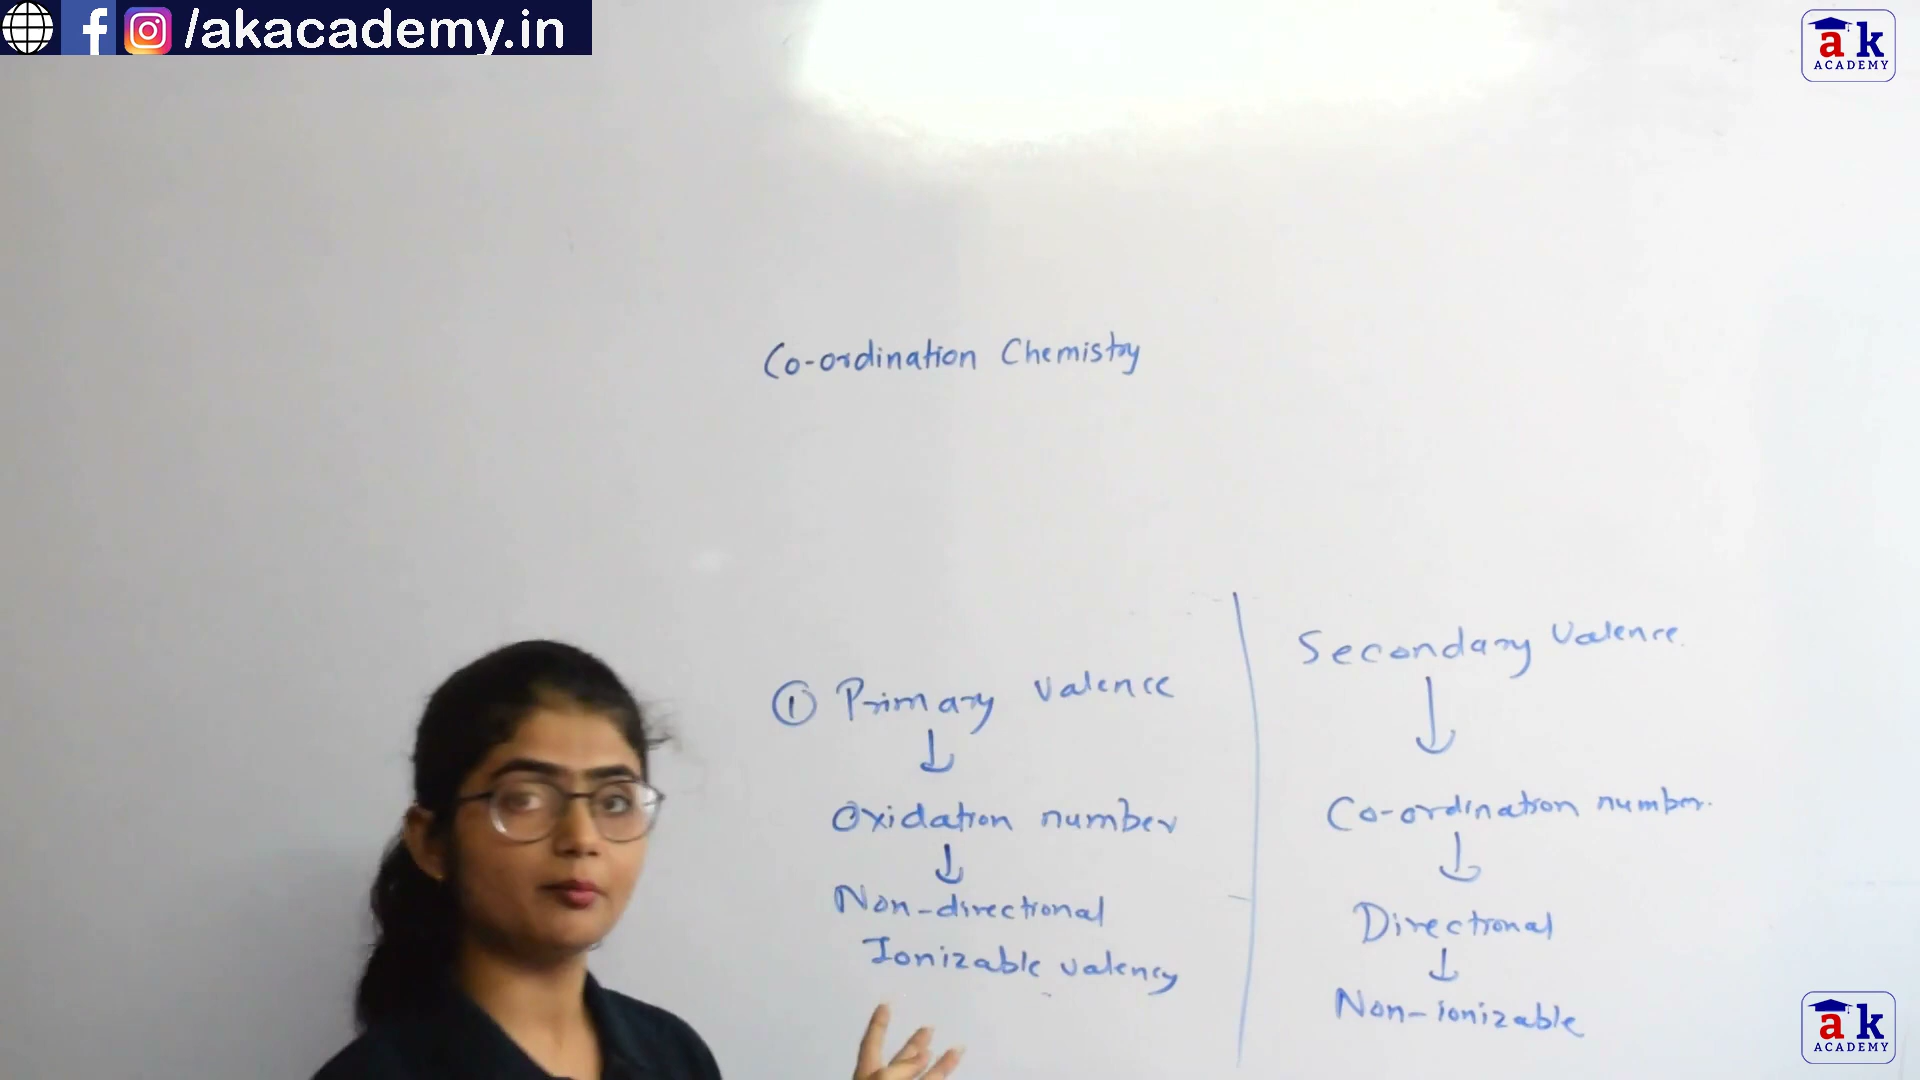 /akacademy.in
ak
ACADEMY
Co-ordination Chemistry
① Primary valence
↓
Oxidation number
↓
Non-directional
Ionizable valency
Secondary valence
↓
Co-ordination number.
↓
Directional
↓
Non-ionizable
ak
ACADEMY